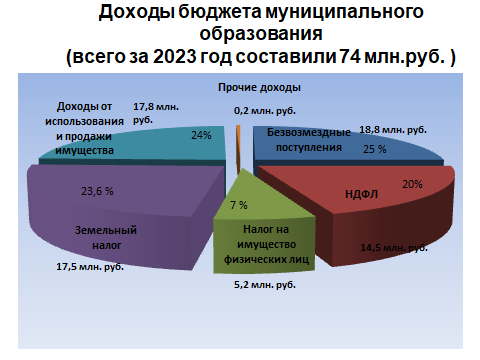 Доходы бюджета муниципального
образования
(всего за 2023 год составили 74 млн.руб. )
Прочие доходы
0,2 млн. руб.
Доходы от
использования
и продажи
имущества
17,8 млн.
руб.
24%
Безвозмездные
поступления
18,8 млн. руб.
25 %
НДФЛ
20%
14,5 млн. руб.
Налог на
имущество
физических лиц
7 %
5,2 млн. руб.
23,6 %
Земельный
налог
17,5 млн. руб.